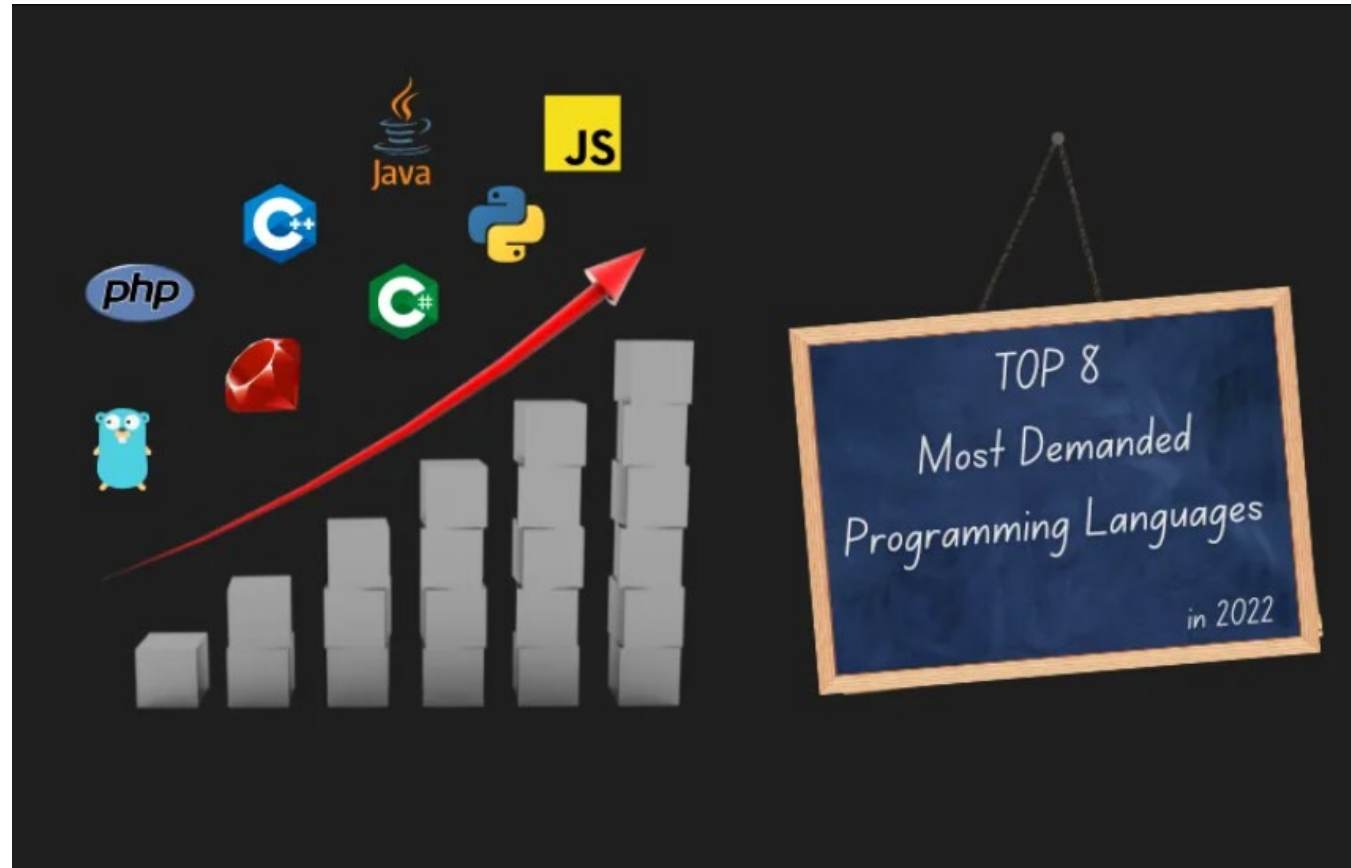 Java
JS
C++
php
C#
TOP 8
Most Demanded
Programming Languages
in 2022